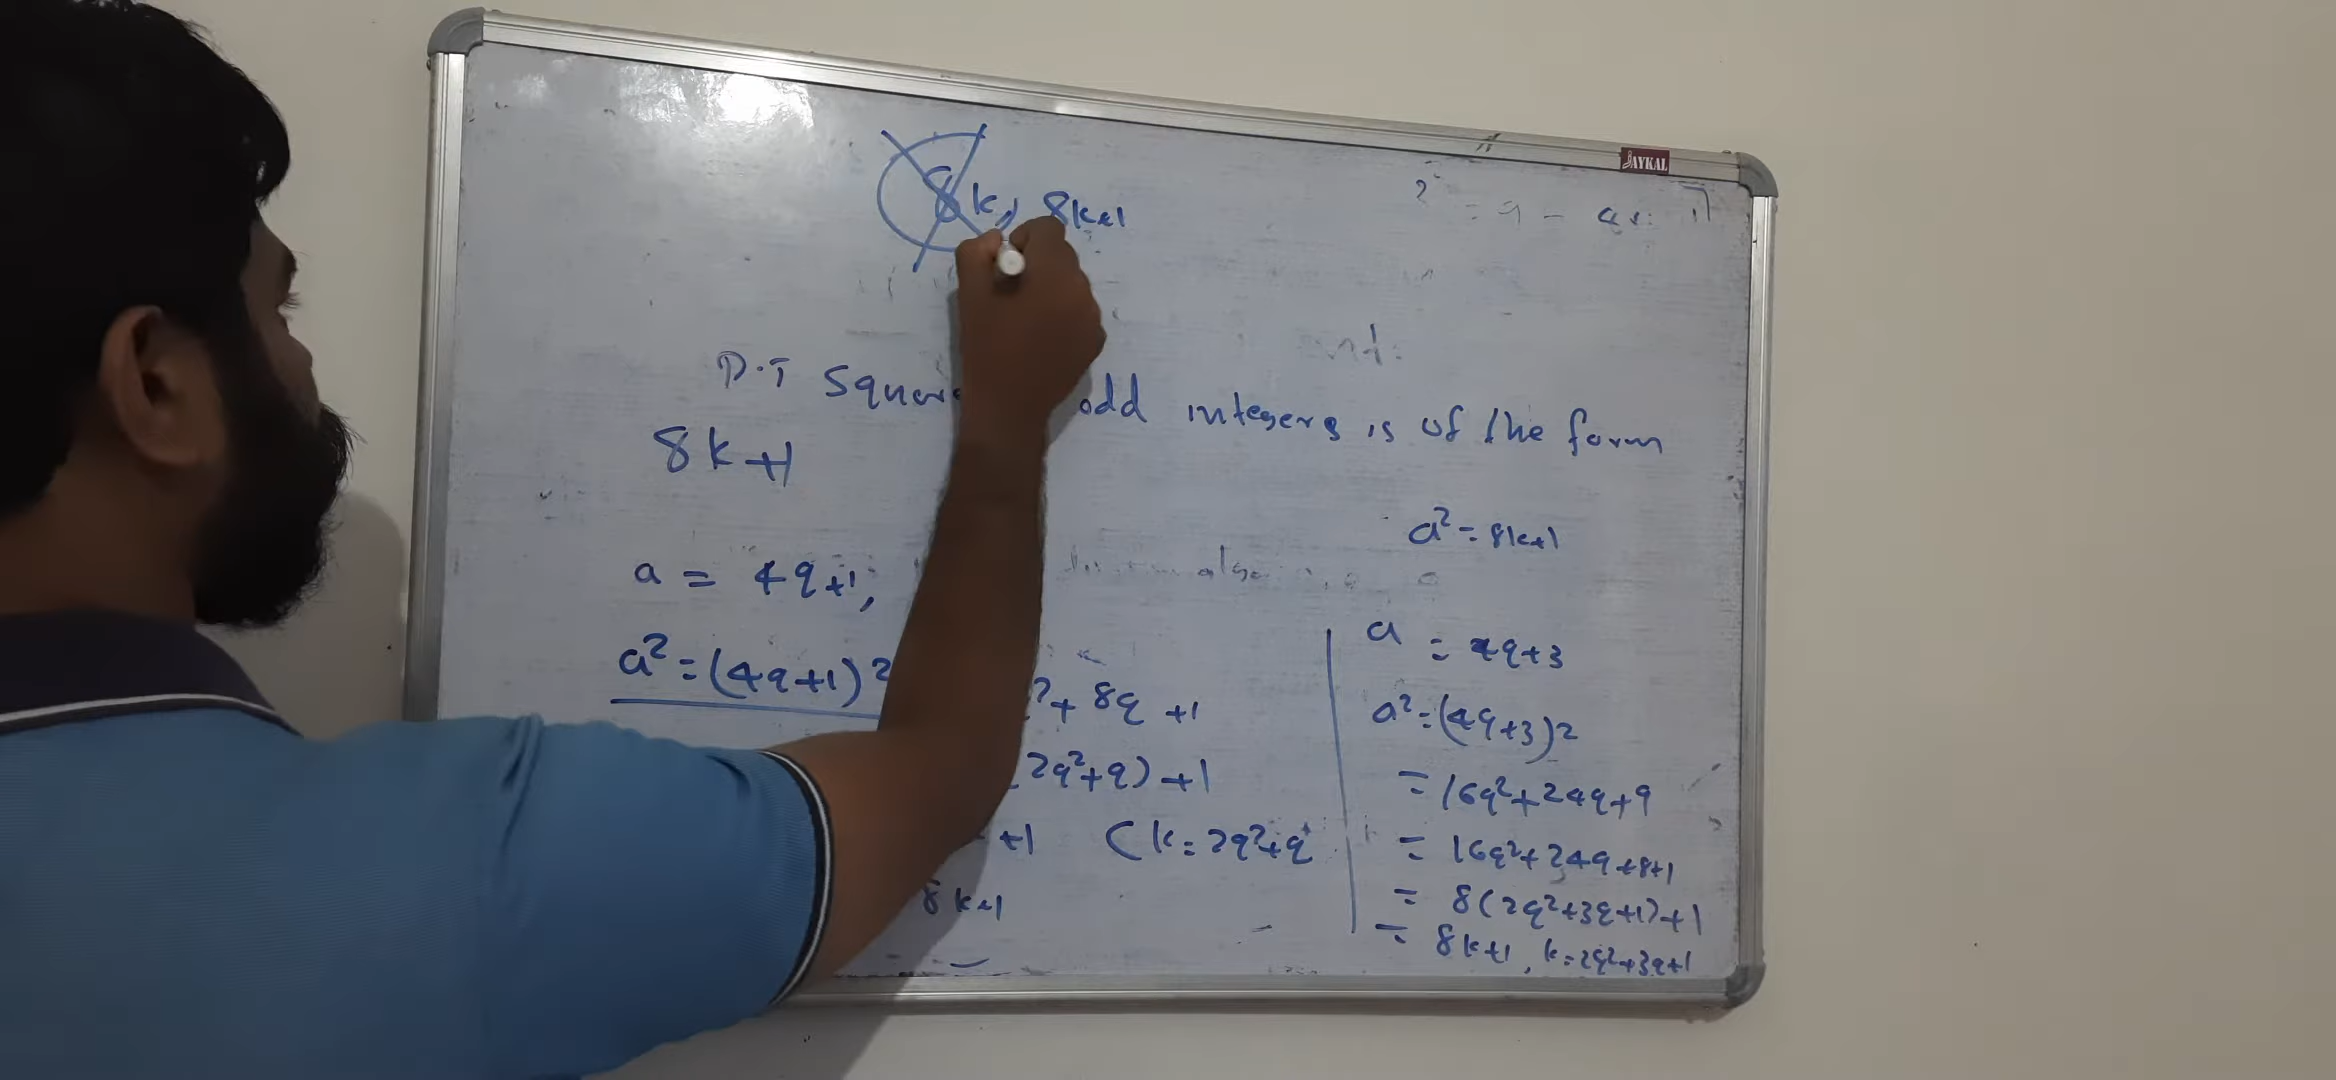 JAYKAL
8k, 8k+1
P.T Square odd integers is of the form
8k+1
a² = 8k+1
a = 4q+1,
a² = (4q+1)²
² + 8q +1
2q²+q) +1
+1 (k = 2q²+q
8k+1
a = 4q+3
a² = (4q+3)²
= 16q²+24q+9
= 16q²+24q+8+1
= 8(2q²+3q+1)+1
= 8k+1, k=2q²+3q+1